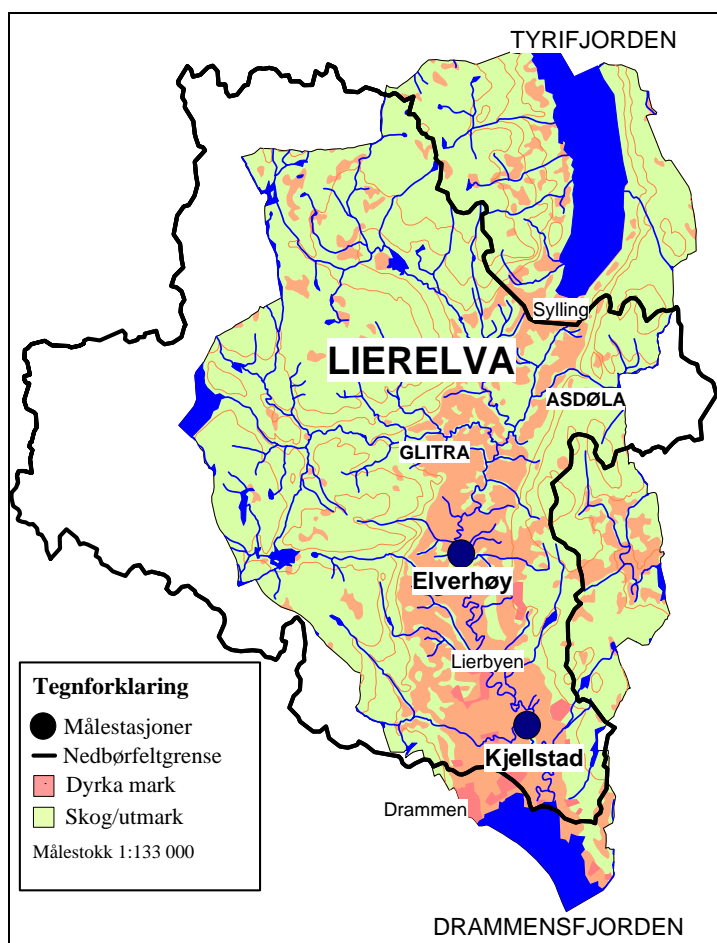 TYRIFJORDEN
Sylling
LIERELVA
ASDØLA
GLITRA
Elverhøy
Lierbyen
Kjellstad
Drammen
DRAMMENSFJORDEN
Tegnforklaring
Målestasjoner
Nedbørfeltgrense
Dyrka mark
Skog/utmark
Målestokk 1:133 000